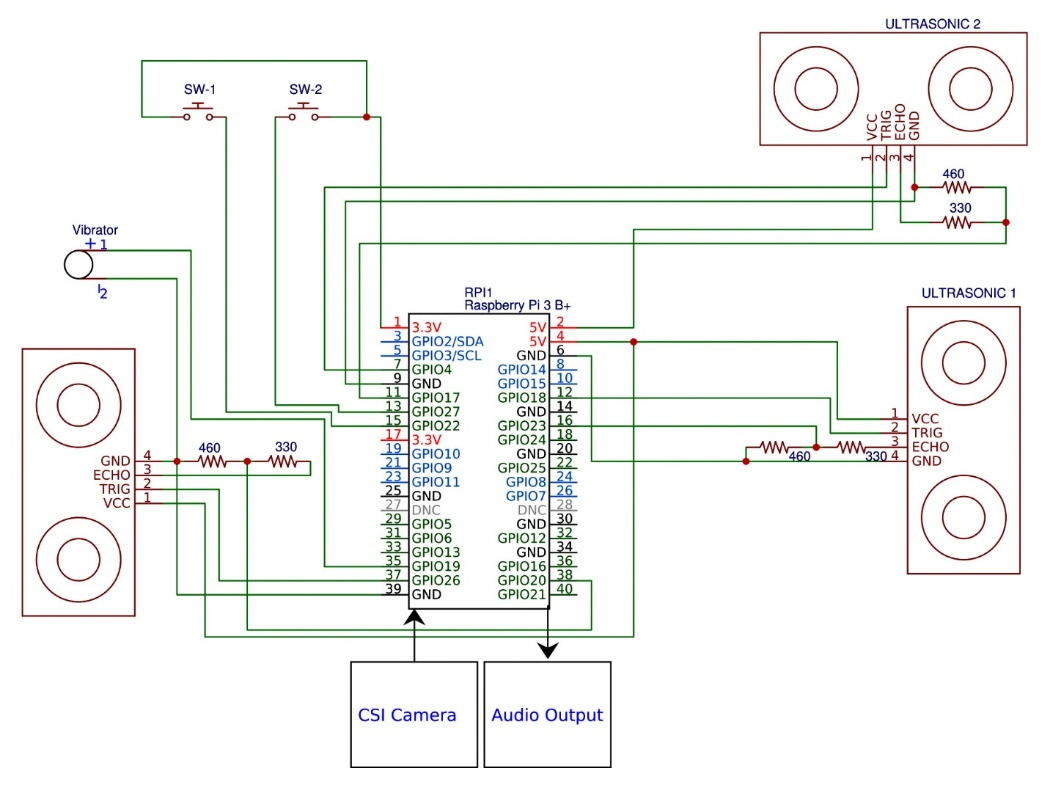 ULTRASONIC 2
VCC
TRIG
ECHO
GND
1
2
3
4
460
330
SW-1
SW-2
Vibrator
+ 1
2
RPI1
Raspberry Pi 3 B+
1 3.3V 5V 2
3 GPIO2/SDA 5V 4
5 GPIO3/SCL GND 6
7 GPIO4 GPIO14 8
9 GND GPIO15 10
11 GPIO17 GPIO18 12
13 GPIO27 GND 14
15 GPIO22 GPIO23 16
17 3.3V GPIO24 18
19 GPIO10 GND 20
21 GPIO9 GPIO25 22
23 GPIO11 GPIO8 24
25 GND GPIO7 26
27 DNC DNC 28
29 GPIO5 GND 30
31 GPIO6 GPIO12 32
33 GPIO13 GND 34
35 GPIO19 GPIO16 36
37 GPIO26 GPIO20 38
39 GND GPIO21 40
ULTRASONIC 1
1 VCC
2 TRIG
3 ECHO
4 GND
460
330
GND 4
ECHO 3
TRIG 2
VCC 1
460
330
CSI Camera
Audio Output